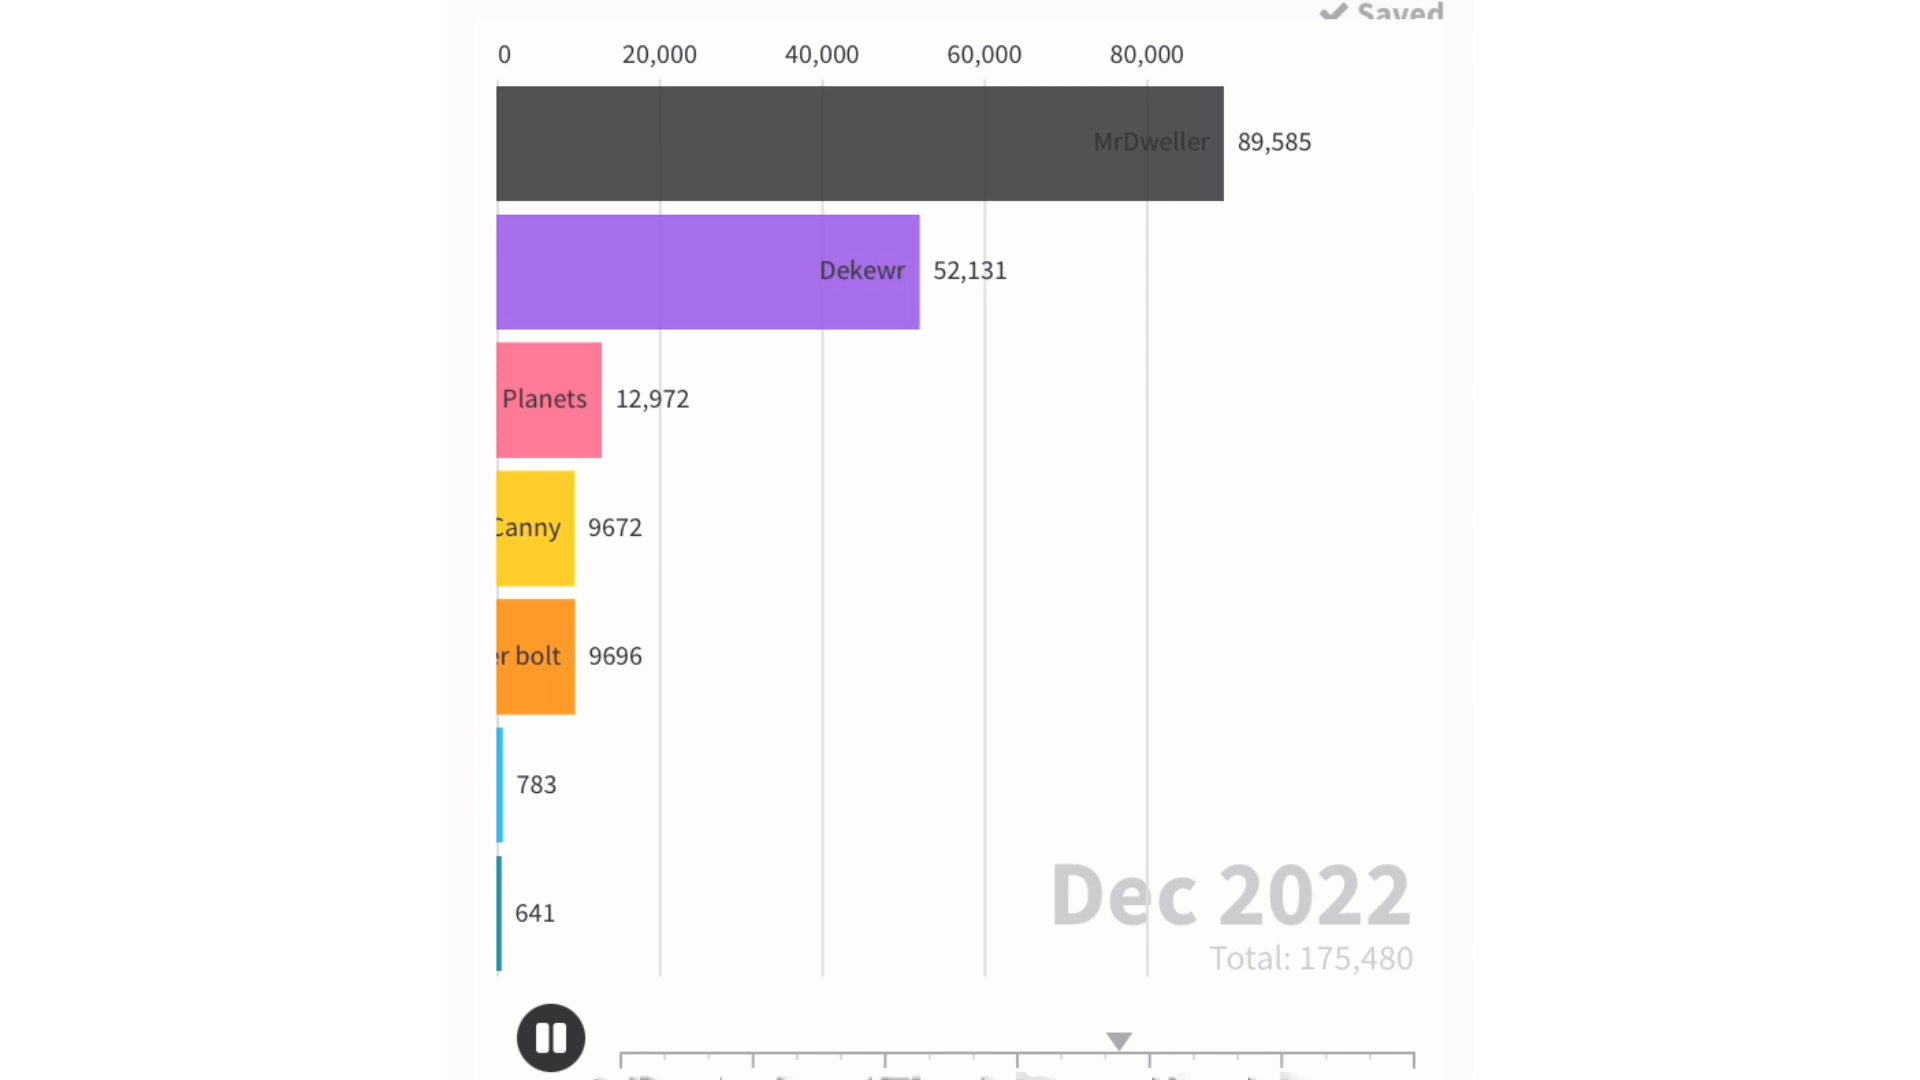 Saved
0 20,000 40,000 60,000 80,000
MrDweller 89,585
Dekewr 52,131
Planets 12,972
Canny 9672
er bolt 9696
783
641
Dec 2022
Total: 175,480